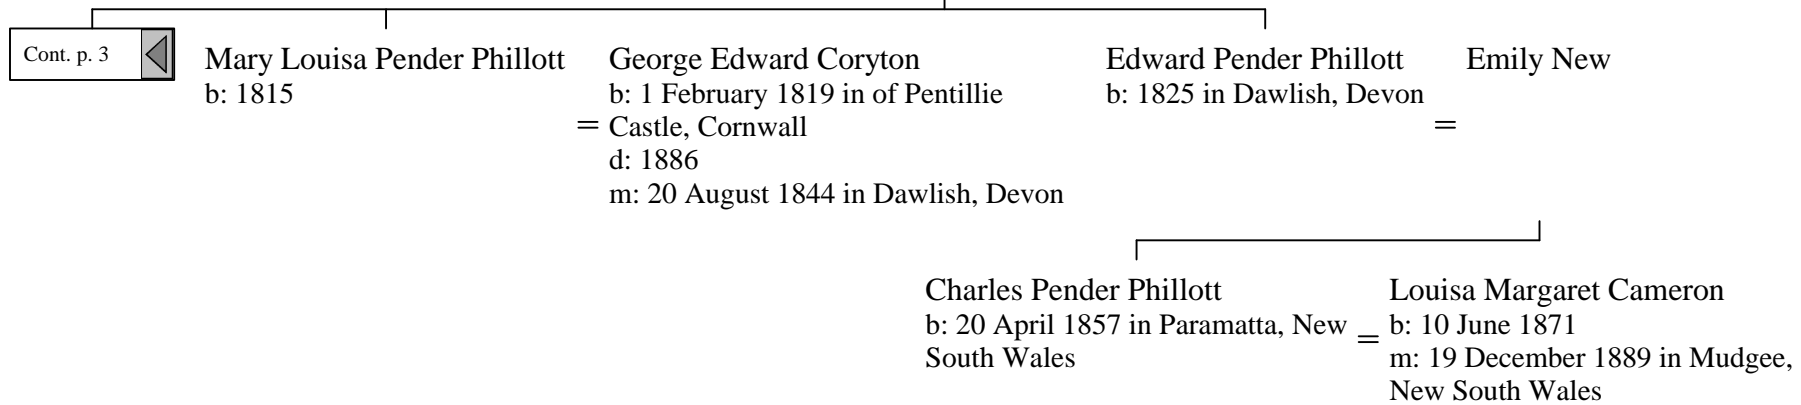 Cont. p. 3
Mary Louisa Pender Phillott
b: 1815
=
George Edward Coryton
b: 1 February 1819 in of Pentillie
Castle, Cornwall
d: 1886
m: 20 August 1844 in Dawlish, Devon
Edward Pender Phillott
b: 1825 in Dawlish, Devon
=
Emily New
Charles Pender Phillott
b: 20 April 1857 in Paramatta, New
South Wales
=
Louisa Margaret Cameron
b: 10 June 1871
m: 19 December 1889 in Mudgee,
New South Wales